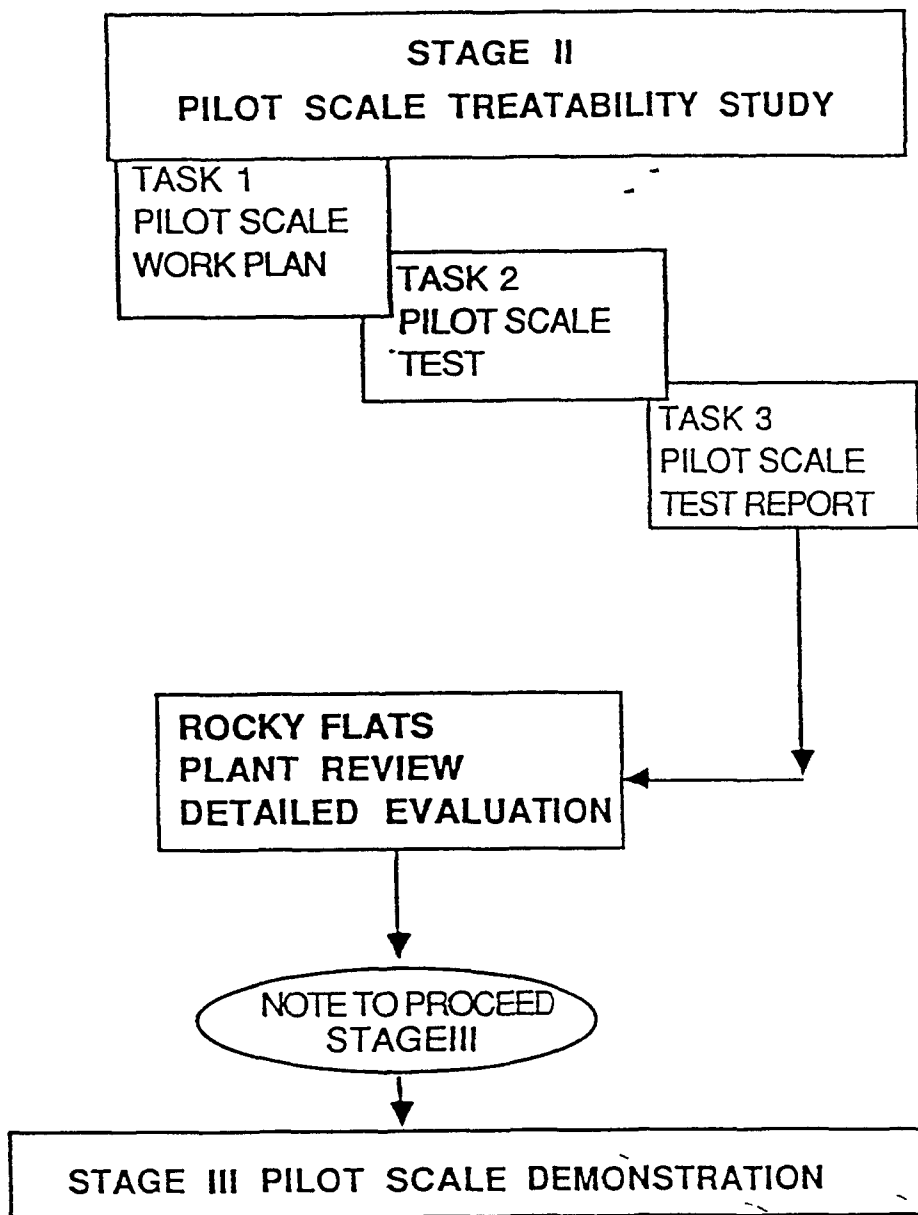 STAGE II
PILOT SCALE TREATABILITY STUDY
TASK 1
PILOT SCALE
WORK PLAN
TASK 2
PILOT SCALE
TEST
TASK 3
PILOT SCALE
TEST REPORT
ROCKY FLATS
PLANT REVIEW
DETAILED EVALUATION
NOTE TO PROCEED
STAGEIII
STAGE III PILOT SCALE DEMONSTRATION